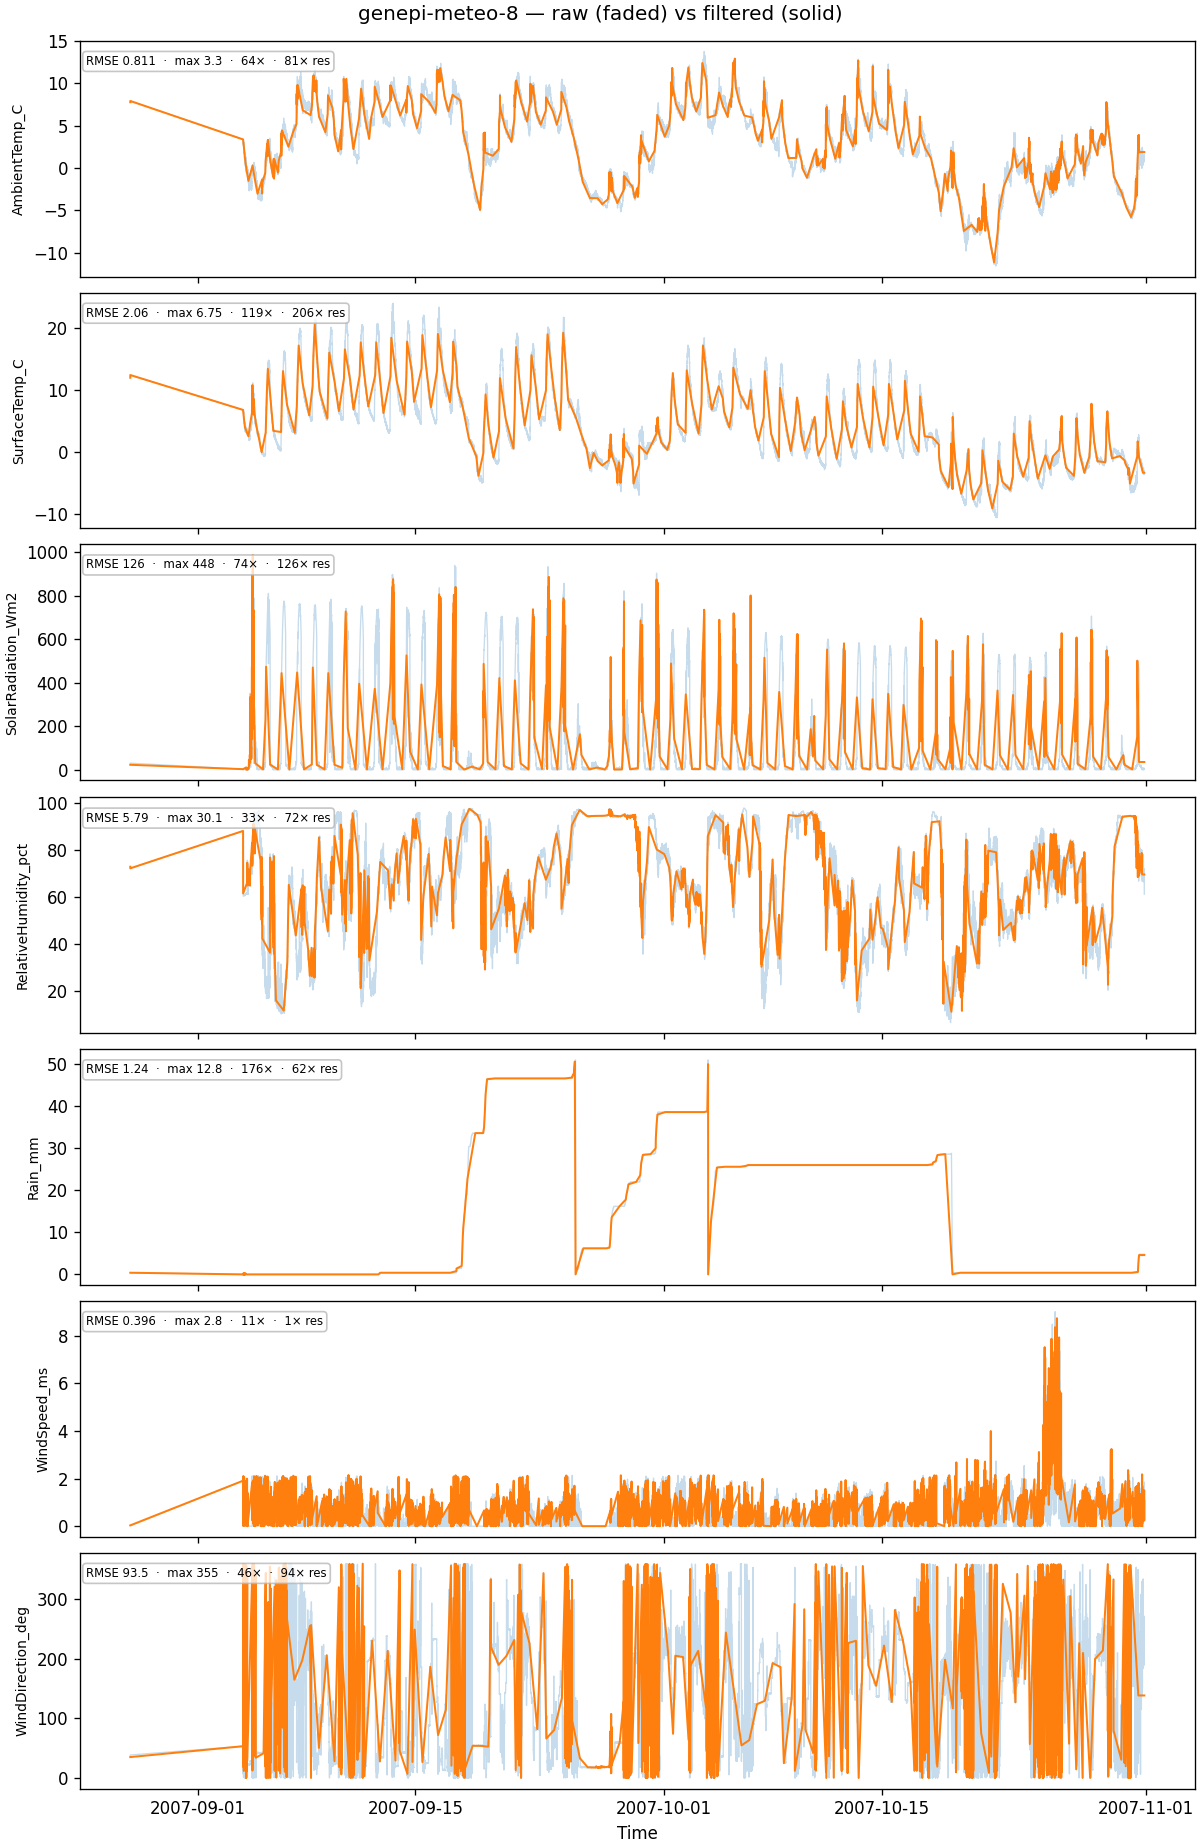 genepi-meteo-8 — raw (faded) vs filtered (solid)
AmbientTemp_C
15
10
5
0
−5
−10
RMSE 0.811 · max 3.3 · 64× · 81× res
SurfaceTemp_C
20
10
0
−10
RMSE 2.06 · max 6.75 · 119× · 206× res
SolarRadiation_Wm2
1000
800
600
400
200
0
RMSE 126 · max 448 · 74× · 126× res
RelativeHumidity_pct
100
80
60
40
20
RMSE 5.79 · max 30.1 · 33× · 72× res
Rain_mm
50
40
30
20
10
0
RMSE 1.24 · max 12.8 · 176× · 62× res
WindSpeed_ms
8
6
4
2
0
RMSE 0.396 · max 2.8 · 11× · 1× res
WindDirection_deg
300
200
100
0
RMSE 93.5 · max 355 · 46× · 94× res
2007-09-01
2007-09-15
2007-10-01
2007-10-15
2007-11-01
Time